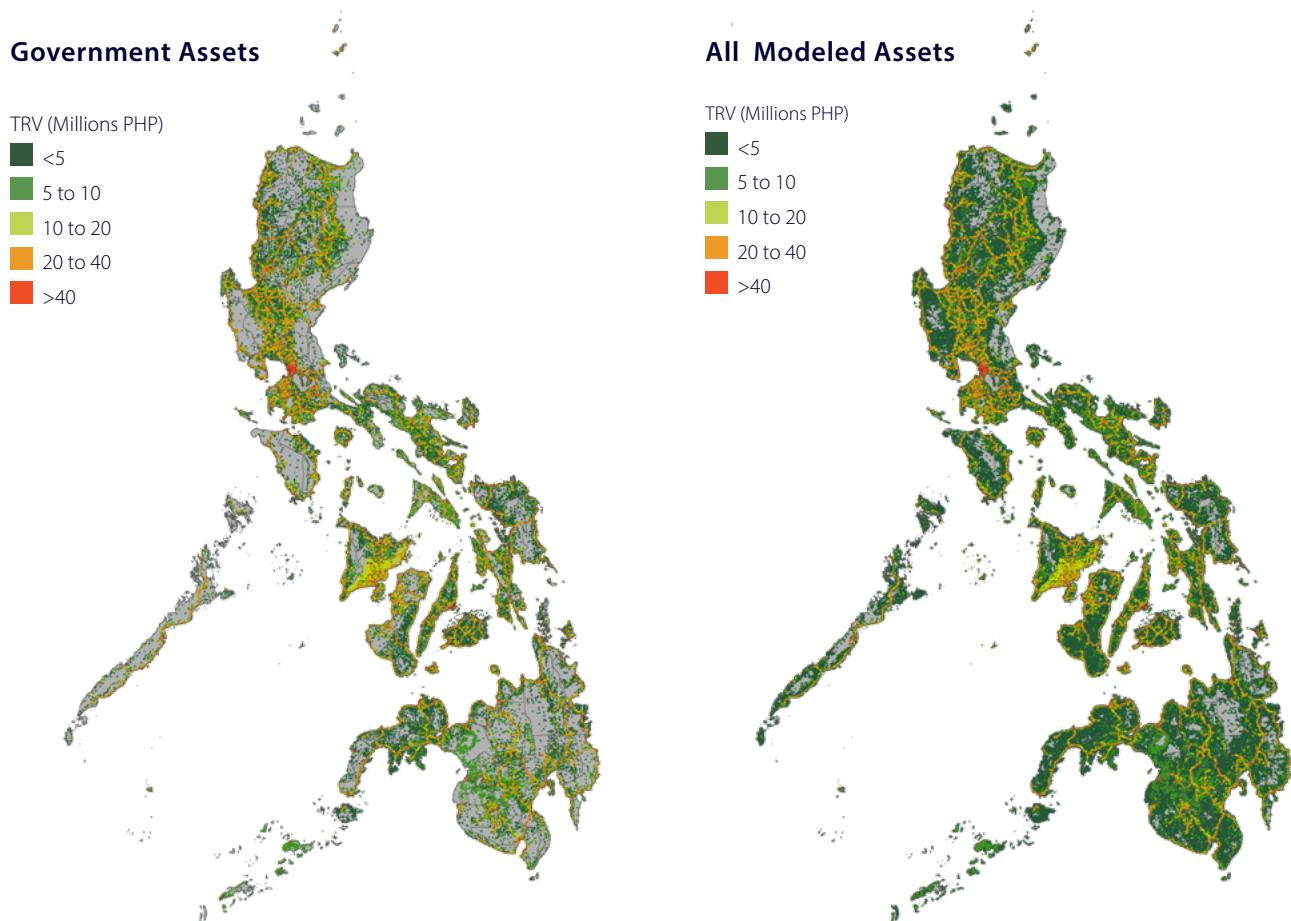 Government Assets
TRV (Millions PHP)
<5
5 to 10
10 to 20
20 to 40
>40
All Modeled Assets
TRV (Millions PHP)
<5
5 to 10
10 to 20
20 to 40
>40